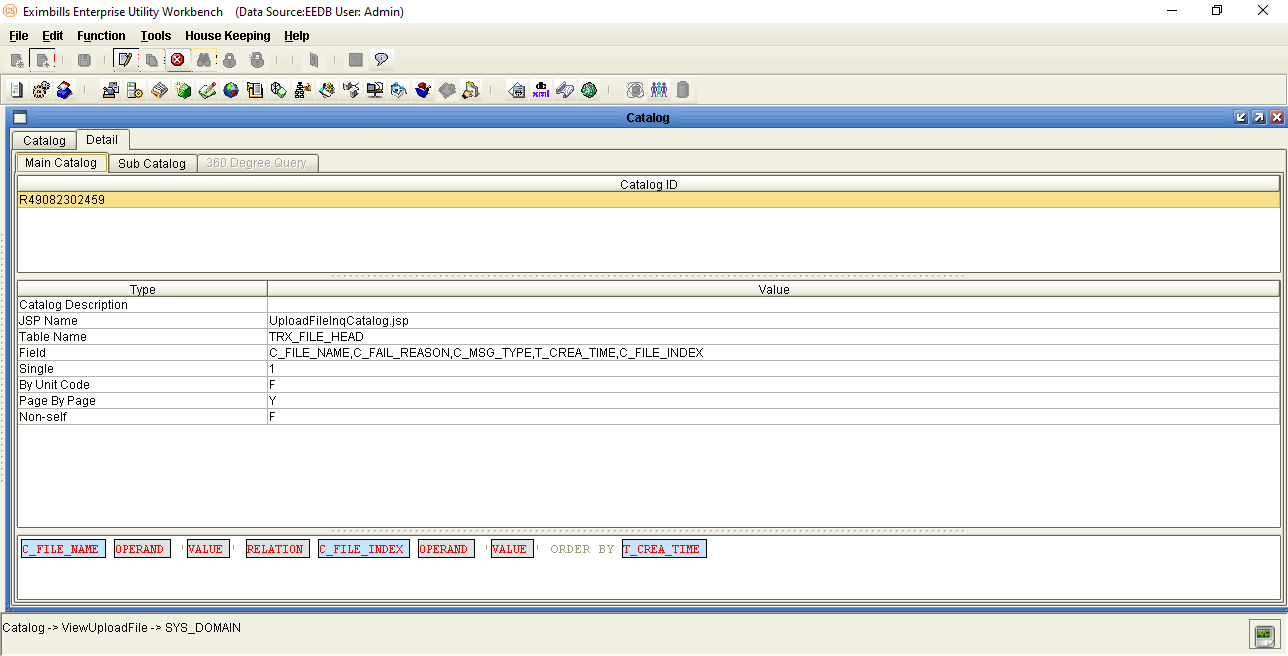 Eximbills Enterprise Utility Workbench (Data Source:EEDB User: Admin)
File Edit Function Tools House Keeping Help
Catalog
Catalog Detail
Main Catalog Sub Catalog 360 Degree Query
Catalog ID
R49082302459
Type Value
Catalog Description
JSP Name UploadFileInqCatalog.jsp
Table Name TRX_FILE_HEAD
Field C_FILE_NAME,C_FAIL_REASON,C_MSG_TYPE,T_CREA_TIME,C_FILE_INDEX
Single 1
By Unit Code F
Page By Page Y
Non-self F
C_FILE_NAME OPERAND 'VALUE' RELATION C_FILE_INDEX OPERAND 'VALUE' ORDER BY T_CREA_TIME
Catalog -> ViewUploadFile -> SYS_DOMAIN